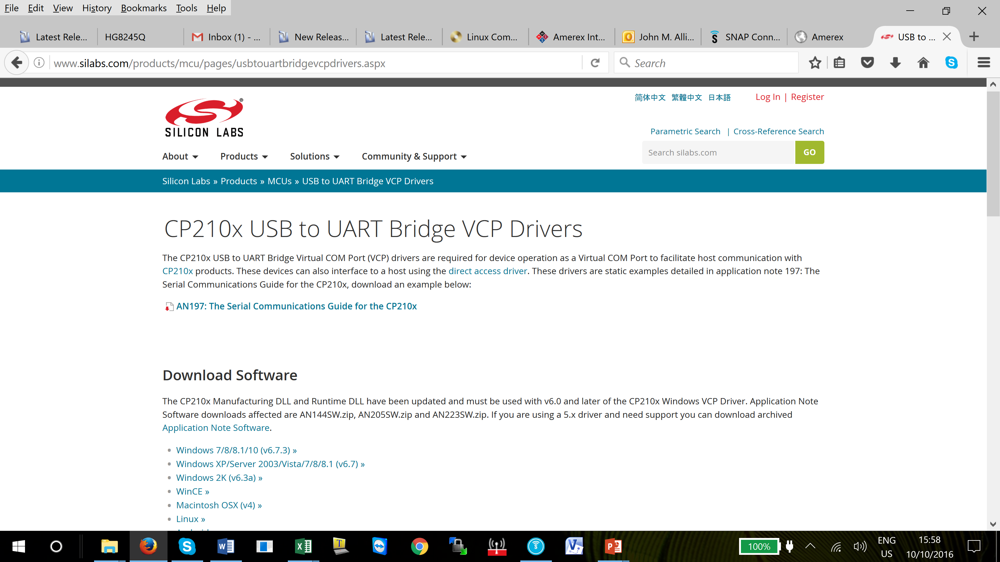 File Edit View History Bookmarks Tools Help
Latest Rele... HG8245Q Inbox (1) - ... New Releas... Latest Rele... Linux Com... Amerex Int... John M. Alli... SNAP Conn... Amerex USB to ...
www.silabs.com/products/mcu/pages/usbtouartbridgevcpdrivers.aspx Search
简体中文 繁體中文 日本語 Log In | Register
SILICON LABS®
Parametric Search | Cross-Reference Search
Search silabs.com GO
About Products Solutions Community & Support
Silicon Labs » Products » MCUs » USB to UART Bridge VCP Drivers
CP210x USB to UART Bridge VCP Drivers
The CP210x USB to UART Bridge Virtual COM Port (VCP) drivers are required for device operation as a Virtual COM Port to facilitate host communication with
CP210x products. These devices can also interface to a host using the direct access driver. These drivers are static examples detailed in application note 197: The
Serial Communications Guide for the CP210x, download an example below:
AN197: The Serial Communications Guide for the CP210x
Download Software
The CP210x Manufacturing DLL and Runtime DLL have been updated and must be used with v6.0 and later of the CP210x Windows VCP Driver. Application Note
Software downloads affected are AN144SW.zip, AN205SW.zip and AN223SW.zip. If you are using a 5.x driver and need support you can download archived
Application Note Software.
• Windows 7/8/8.1/10 (v6.7.3) »
• Windows XP/Server 2003/Vista/7/8/8.1 (v6.7) »
• Windows 2K (v6.3a) »
• WinCE »
• Macintosh OSX (v4) »
• Linux »
100% ENG 15:58
US 10/10/2016